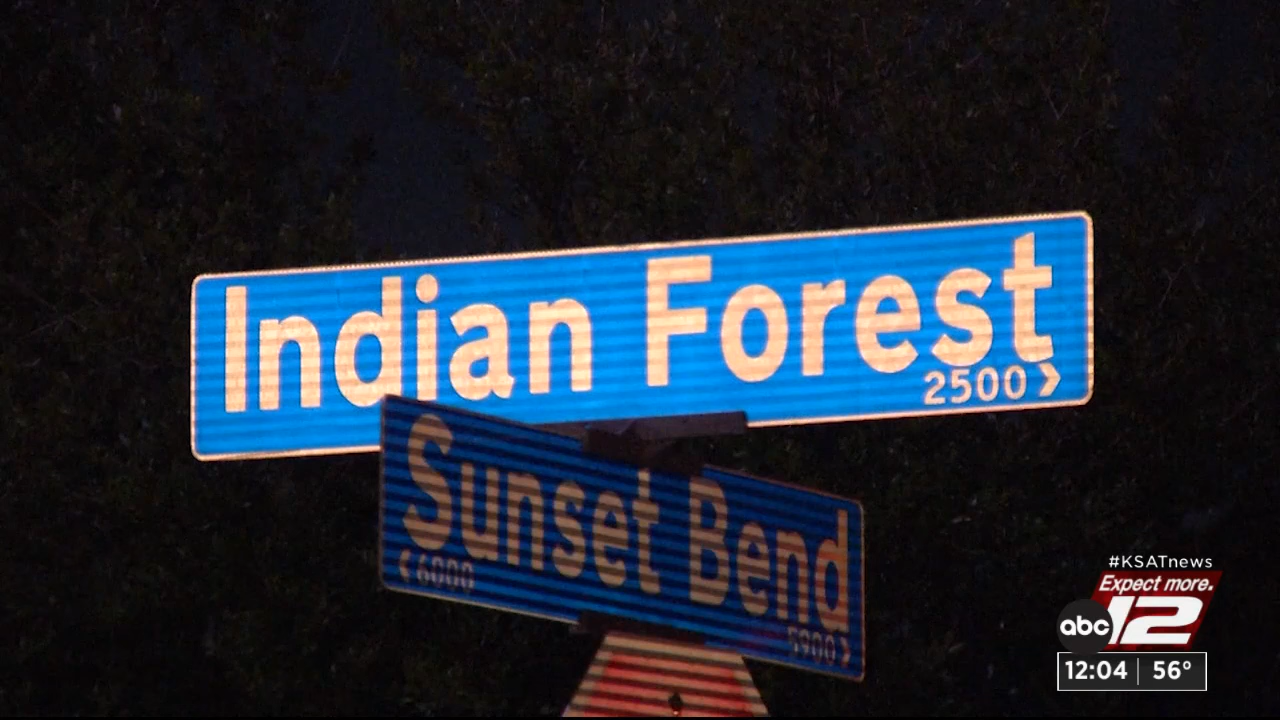 Indian Forest
2500 >
Sunset Bend
< 6000
5900 >
#KSATnews
Expect more.
abc 12
12:04 | 56°